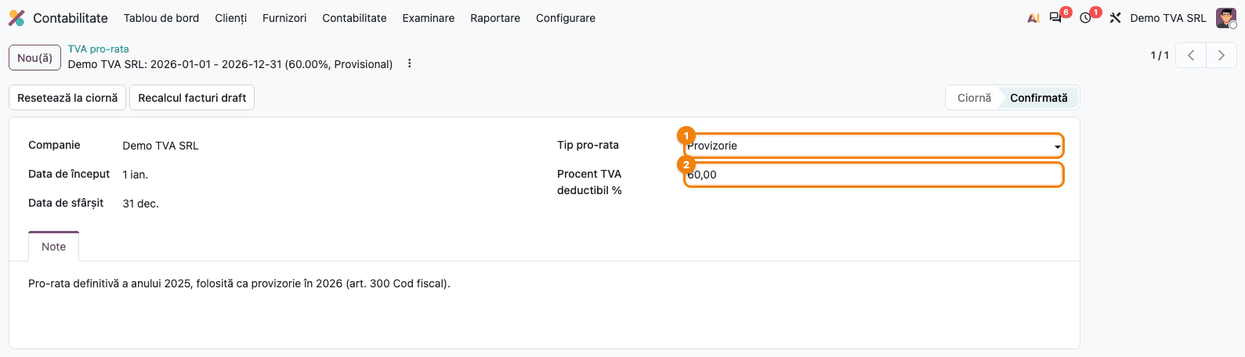 Contabilitate Tablou de bord Clienți Furnizori Contabilitate Examinare Raportare Configurare AI 6 1 Demo TVA SRL
Nou(ă) TVA pro-rata
Demo TVA SRL: 2026-01-01 - 2026-12-31 (60.00%, Provisional)
1 / 1
Resetează la ciornă Recalcul facturi draft Ciornă Confirmată
Companie Demo TVA SRL
Data de început 1 ian.
Data de sfârșit 31 dec.
1
Tip pro-rata Provizorie
2
Procent TVA deductibil % 60,00
Note
Pro-rata definitivă a anului 2025, folosită ca provizorie în 2026 (art. 300 Cod fiscal).